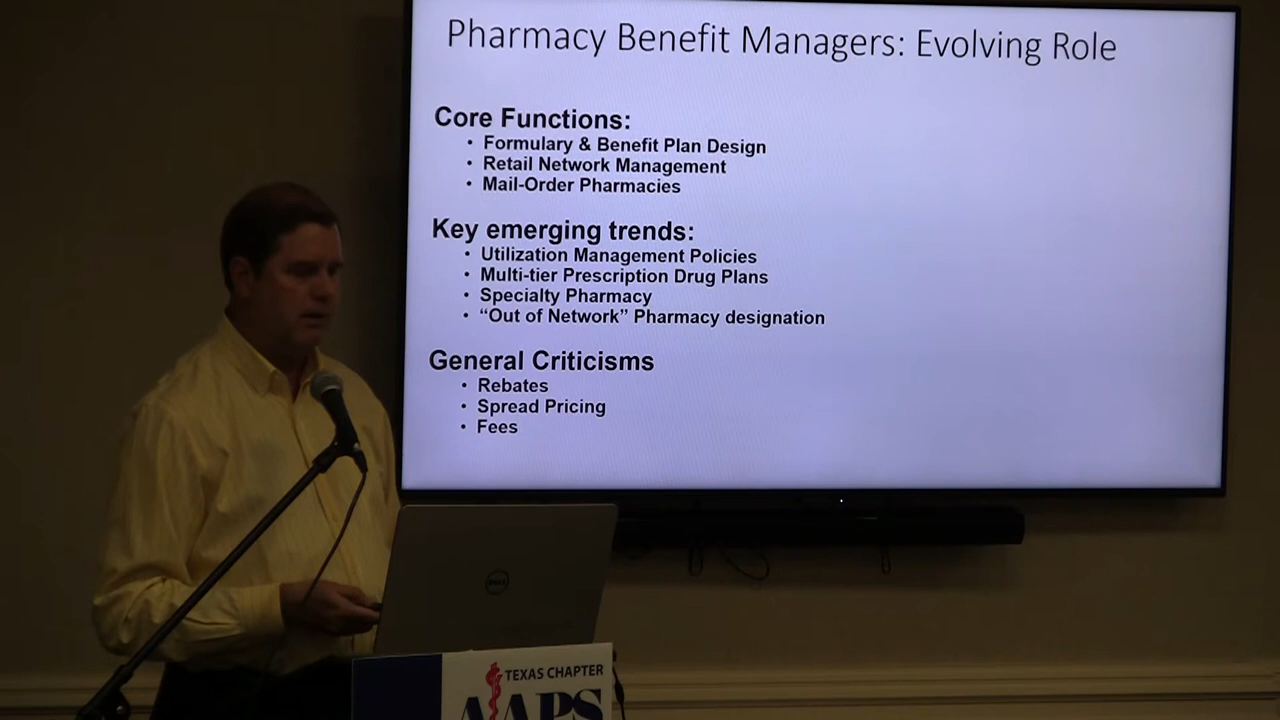 Pharmacy Benefit Managers: Evolving Role
Core Functions:
• Formulary & Benefit Plan Design
• Retail Network Management
• Mail-Order Pharmacies
Key emerging trends:
• Utilization Management Policies
• Multi-tier Prescription Drug Plans
• Specialty Pharmacy
• “Out of Network” Pharmacy designation
General Criticisms
• Rebates
• Spread Pricing
• Fees
DELL
TEXAS CHAPTER
AAPS